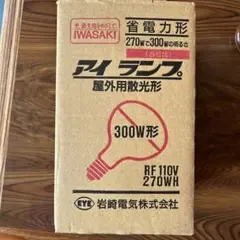 IWASAKI
省電力形
270Wで300Wの明るさ
アイ ランプ
屋外用散光形
300W形
RF 110V
270WH
EYE
岩崎電気株式会社